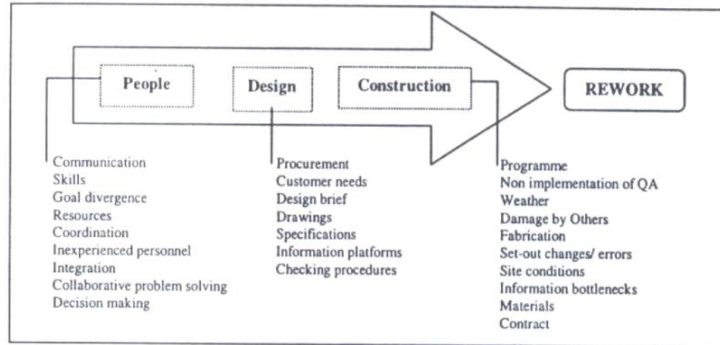 People
Design
Construction
REWORK
Communication
Skills
Goal divergence
Resources
Coordination
Inexperienced personnel
Integration
Collaborative problem solving
Decision making
Procurement
Customer needs
Design brief
Drawings
Specifications
Information platforms
Checking procedures
Programme
Non implementation of QA
Weather
Damage by Others
Fabrication
Set-out changes/ errors
Site conditions
Information bottlenecks
Materials
Contract